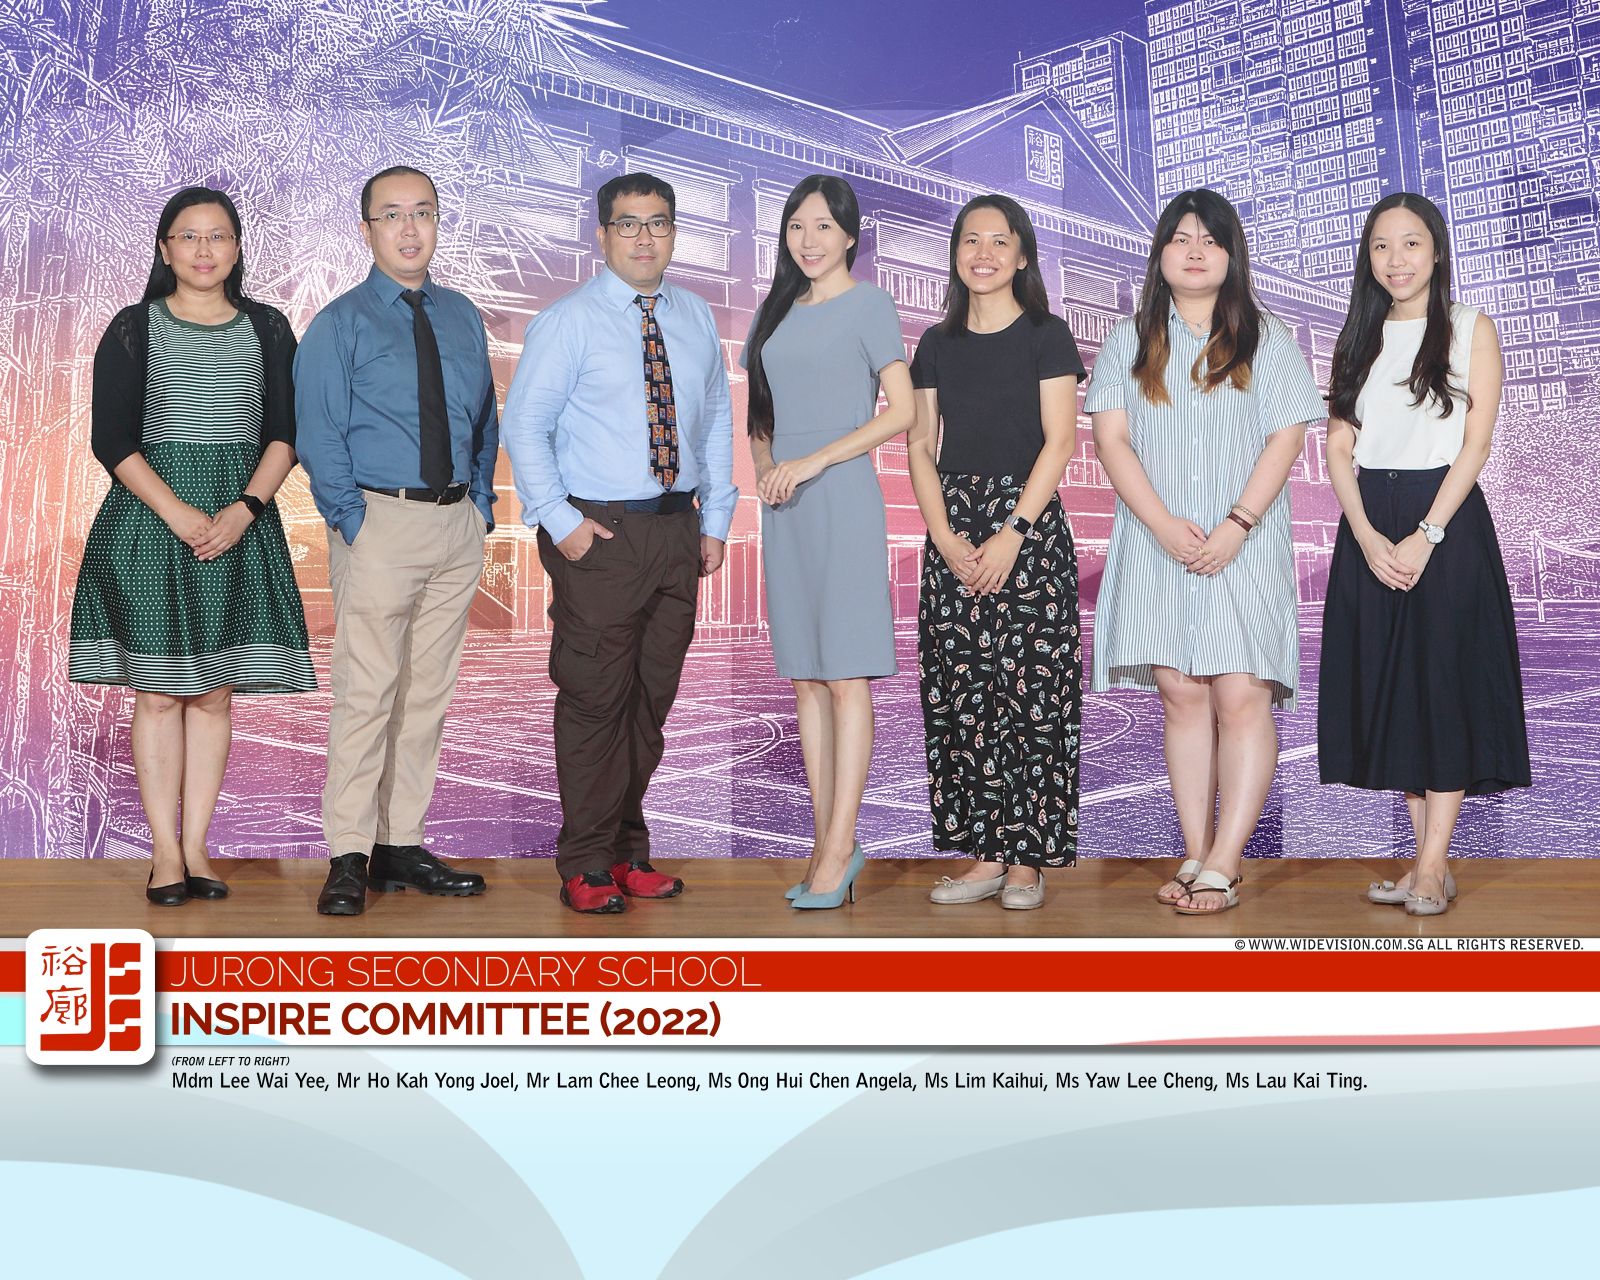 裕廊
© WWW.WIDEVISION.COM.SG ALL RIGHTS RESERVED.
裕廊
JURONG SECONDARY SCHOOL
INSPIRE COMMITTEE (2022)
(FROM LEFT TO RIGHT)
Mdm Lee Wai Yee, Mr Ho Kah Yong Joel, Mr Lam Chee Leong, Ms Ong Hui Chen Angela, Ms Lim Kaihui, Ms Yaw Lee Cheng, Ms Lau Kai Ting.